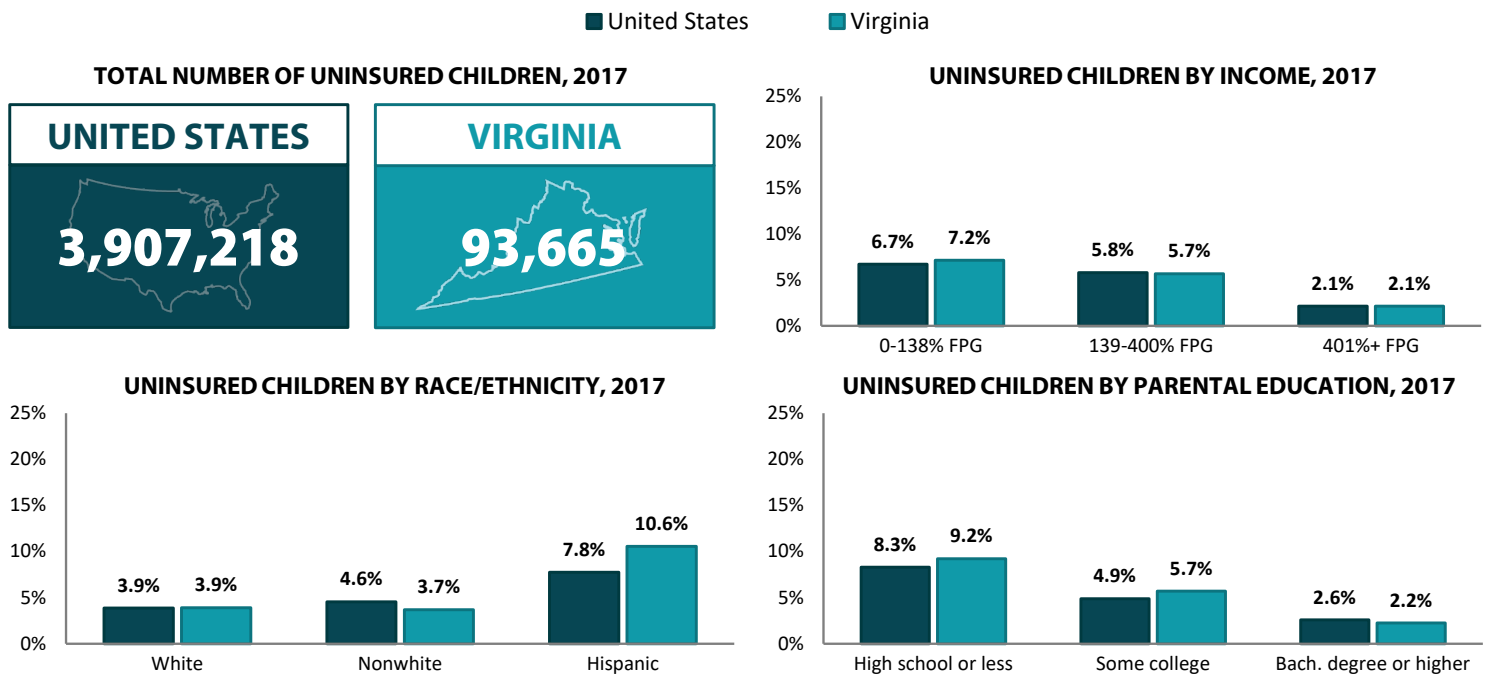 United States
Virginia
TOTAL NUMBER OF UNINSURED CHILDREN, 2017
UNITED STATES
3,907,218
VIRGINIA
93,665
UNINSURED CHILDREN BY INCOME, 2017
25%
20%
15%
10%
5%
0%
6.7%
7.2%
5.8%
5.7%
2.1%
2.1%
0-138% FPG
139-400% FPG
401%+ FPG
UNINSURED CHILDREN BY RACE/ETHNICITY, 2017
25%
20%
15%
10%
5%
0%
3.9%
3.9%
4.6%
3.7%
7.8%
10.6%
White
Nonwhite
Hispanic
UNINSURED CHILDREN BY PARENTAL EDUCATION, 2017
25%
20%
15%
10%
5%
0%
8.3%
9.2%
4.9%
5.7%
2.6%
2.2%
High school or less
Some college
Bach. degree or higher